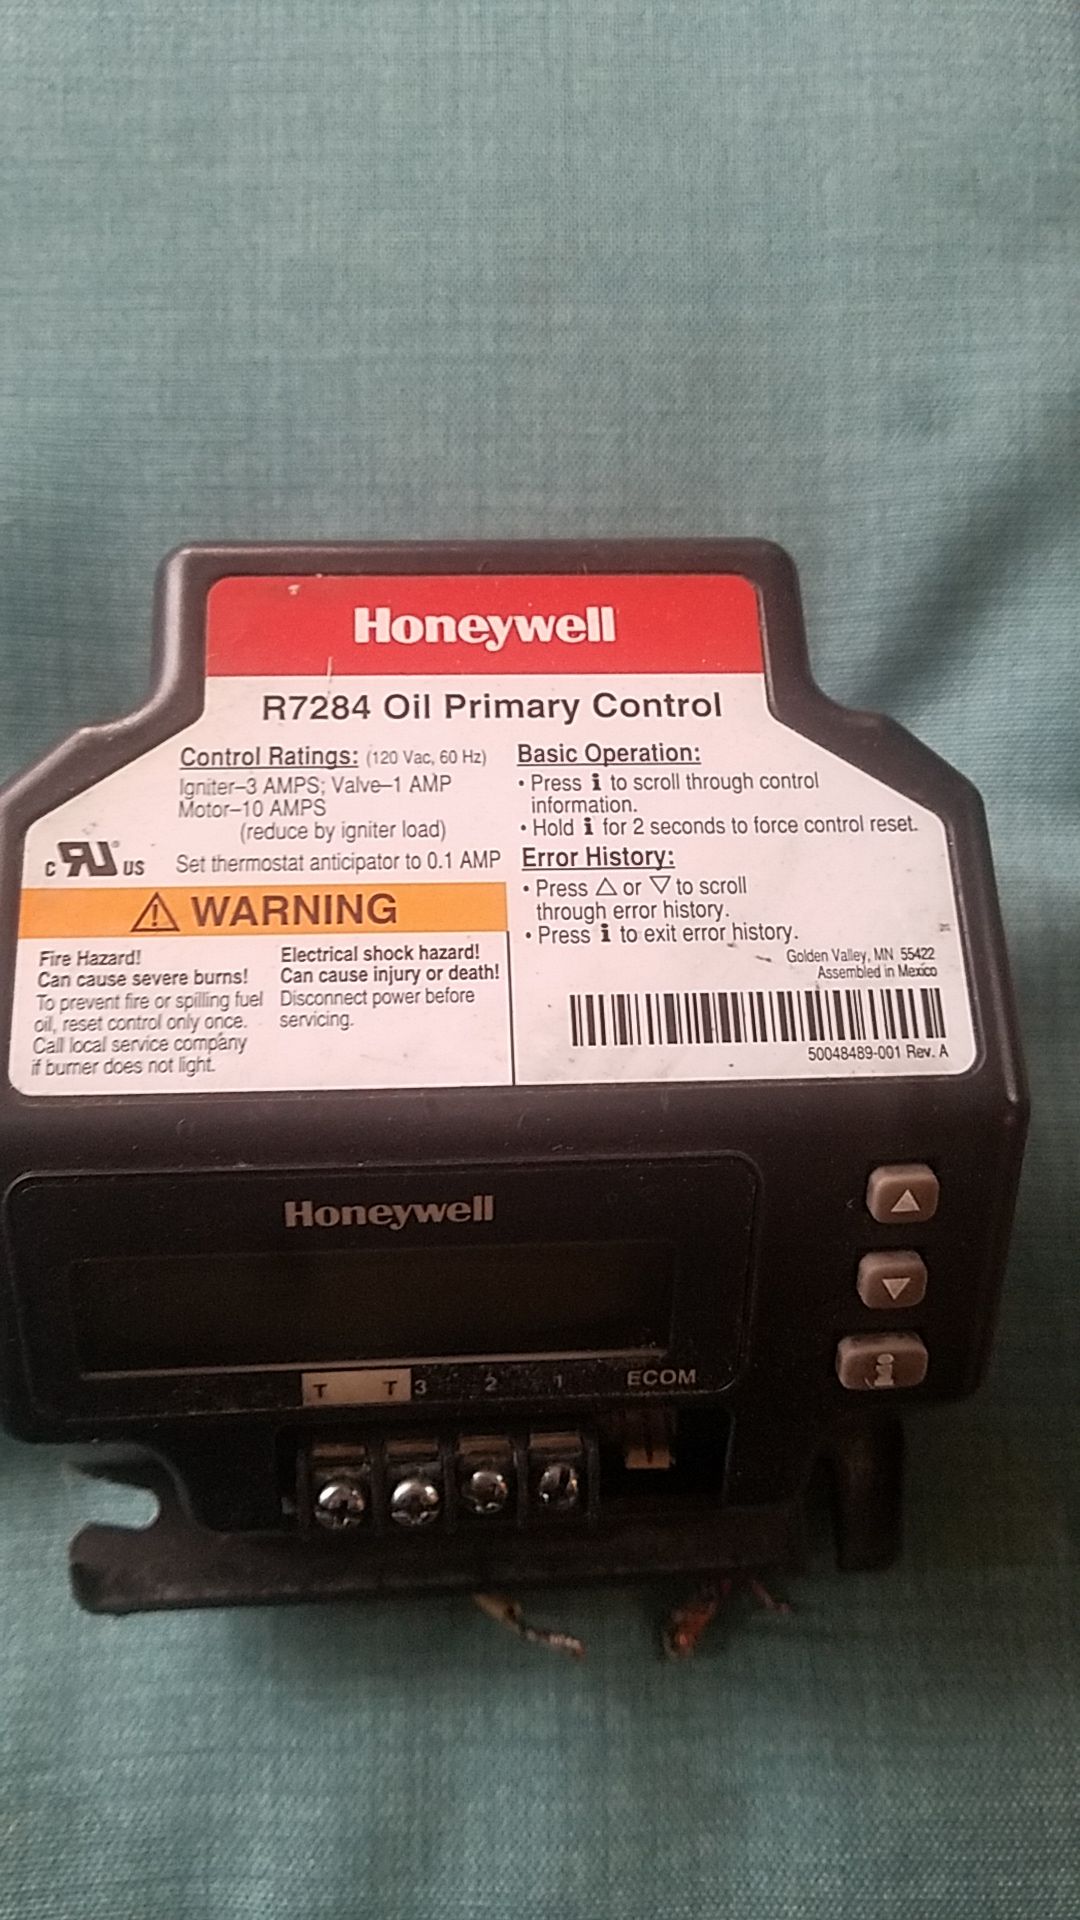 Honeywell
R7284 Oil Primary Control
Control Ratings: (120 Vac, 60 Hz)
Igniter–3 AMPS; Valve–1 AMP
Motor–10 AMPS
(reduce by igniter load)
c RU® US Set thermostat anticipator to 0.1 AMP
⚠ WARNING
Fire Hazard!
Can cause severe burns!
To prevent fire or spilling fuel
oil, reset control only once.
Call local service company
if burner does not light.
Electrical shock hazard!
Can cause injury or death!
Disconnect power before
servicing.
Basic Operation:
• Press i to scroll through control
information.
• Hold i for 2 seconds to force control reset.
Error History:
• Press △ or ▽ to scroll
through error history.
• Press i to exit error history.
Golden Valley, MN 55422
Assembled in Mexico
50048489-001 Rev. A
Honeywell
T T 3 2 1 ECOM
i